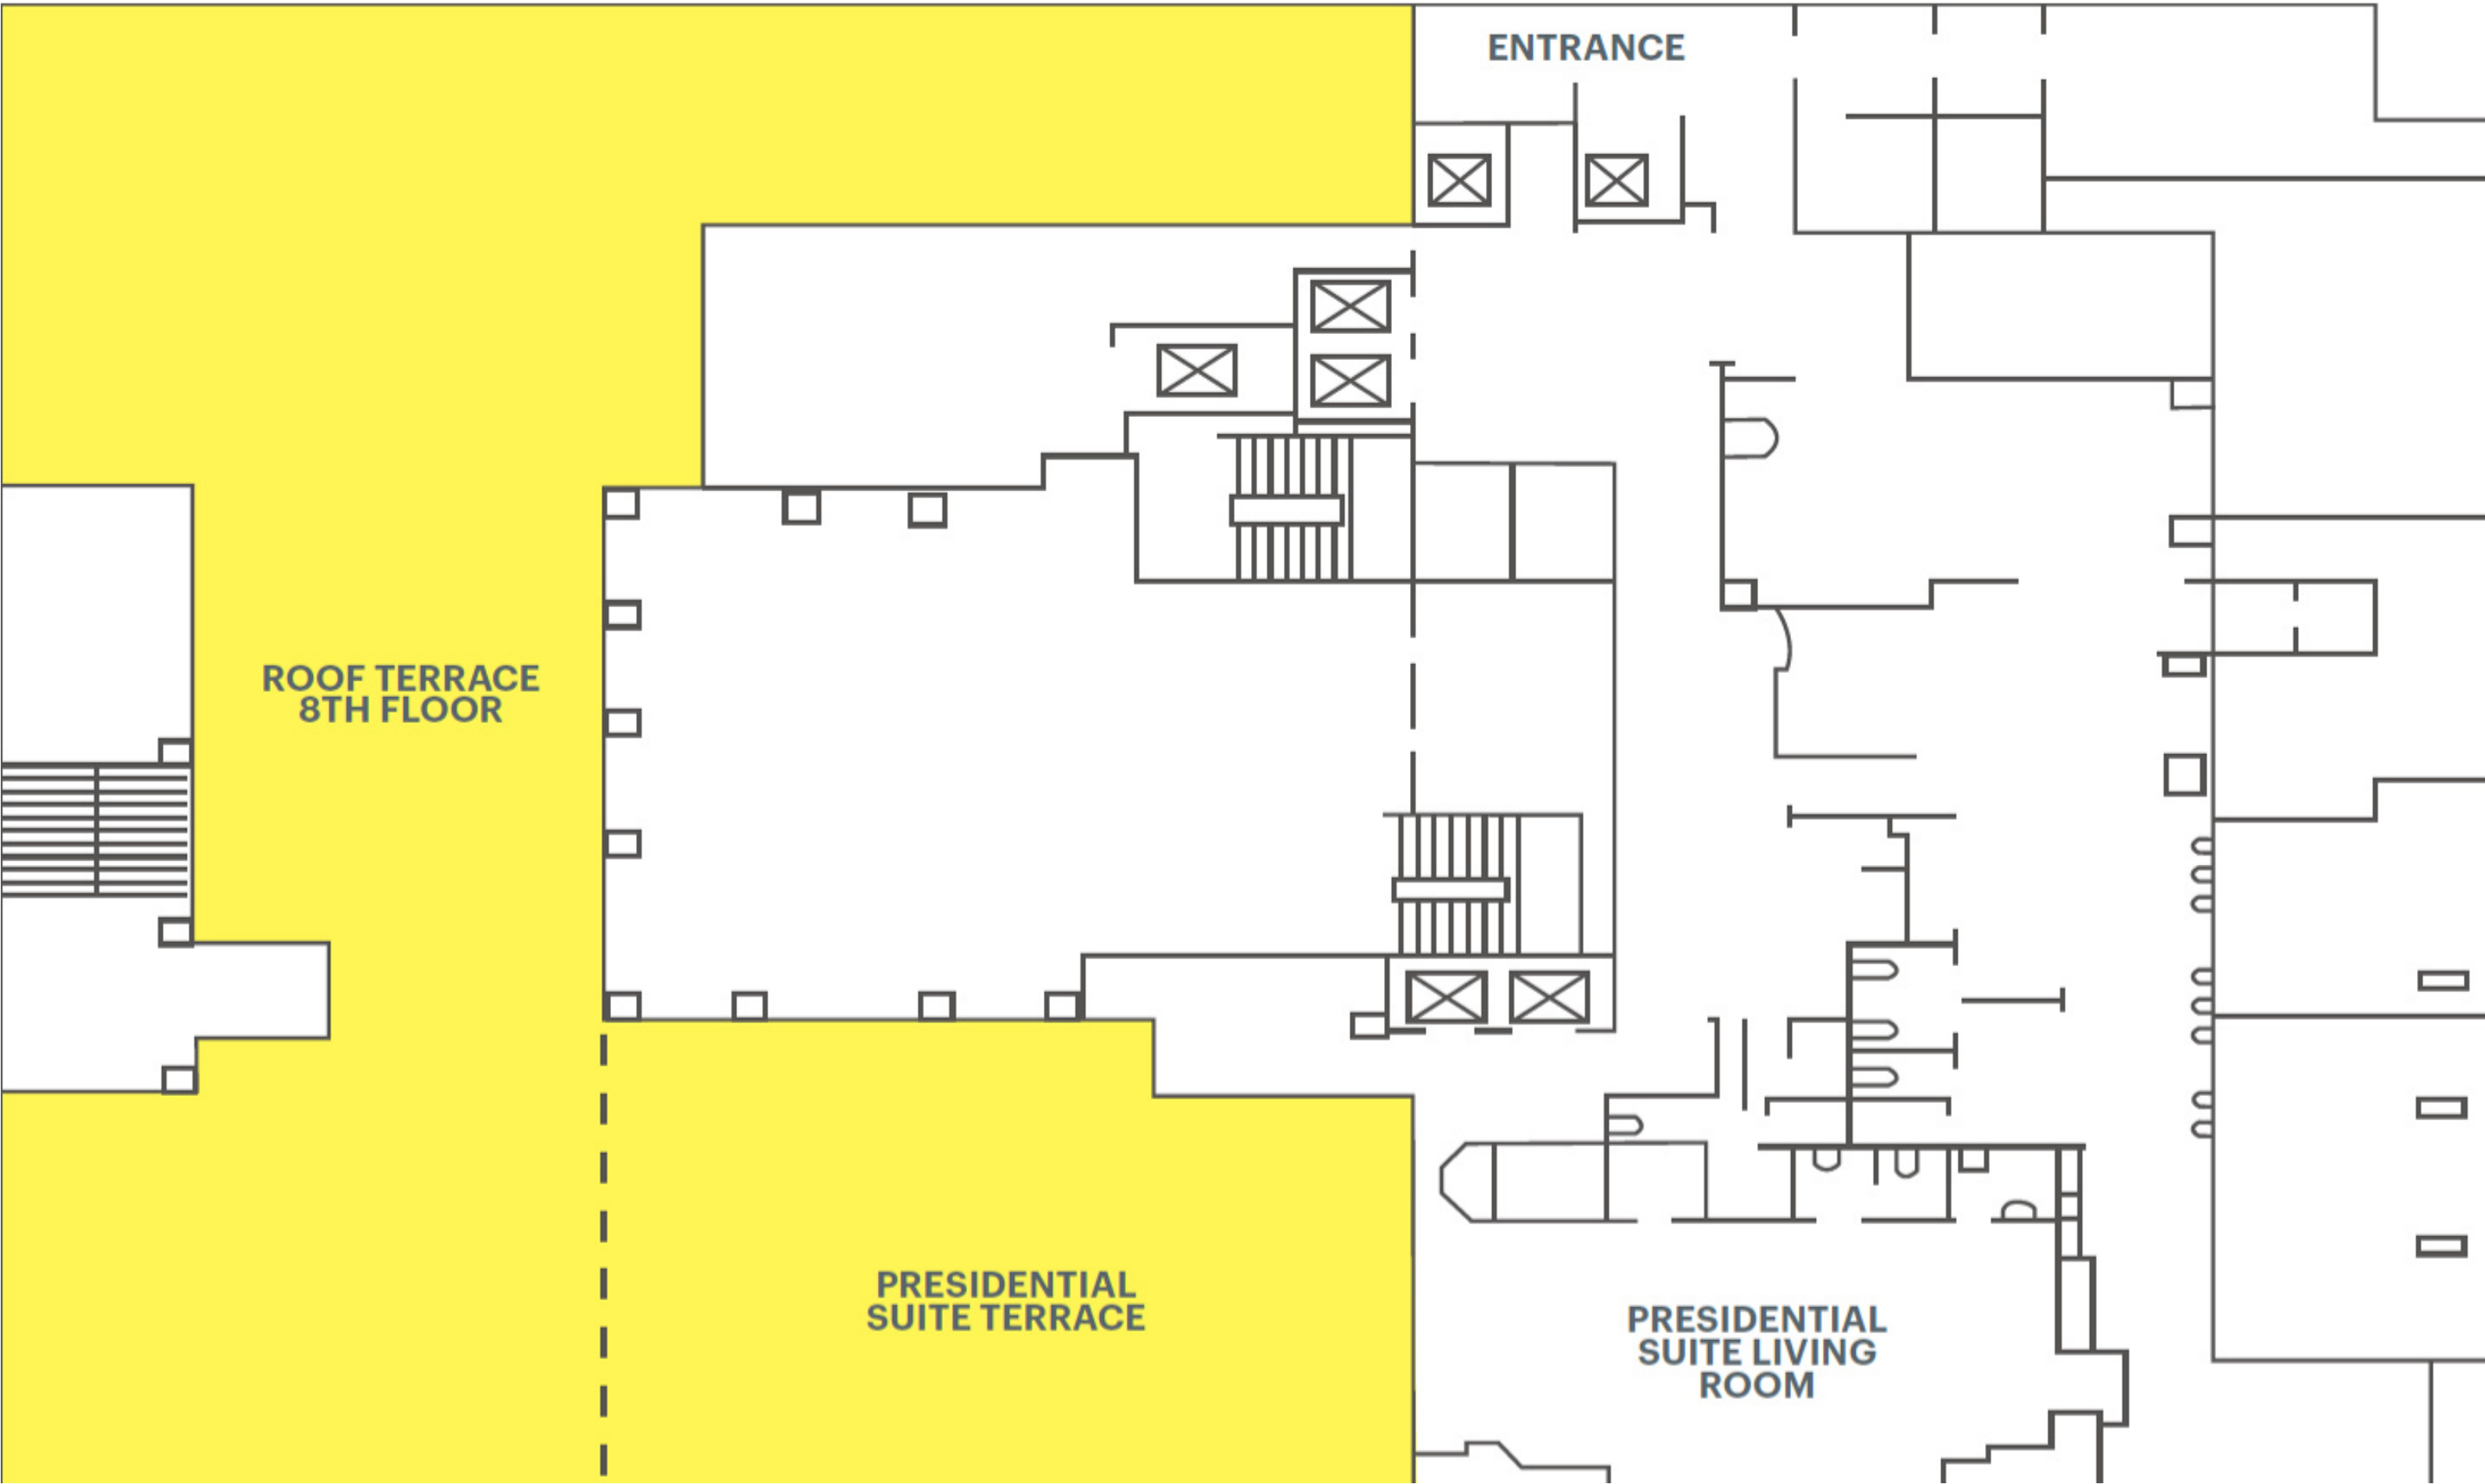 ENTRANCE
ROOF TERRACE
8TH FLOOR
PRESIDENTIAL
SUITE TERRACE
PRESIDENTIAL
SUITE LIVING
ROOM